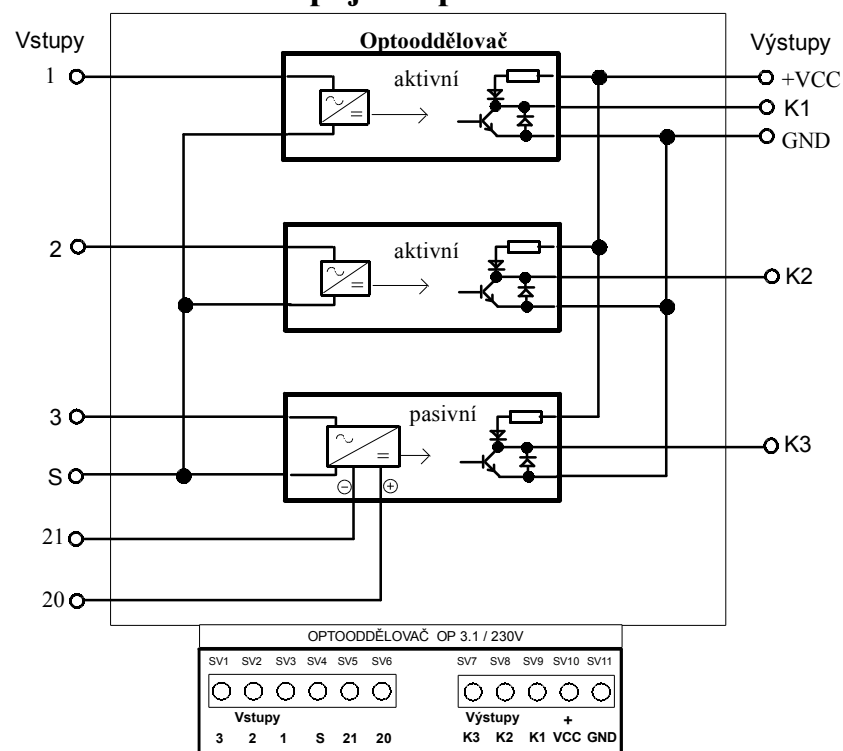 Vstupy
Optooddělovač
Výstupy
1
aktivní
+VCC
K1
GND
2
aktivní
K2
3
pasivní
K3
S
21
20
OPTOODDĚLOVAČ OP 3.1 / 230V
SV1 SV2 SV3 SV4 SV5 SV6 SV7 SV8 SV9 SV10 SV11
Vstupy Výstupy +
3 2 1 S 21 20 K3 K2 K1 VCC GND